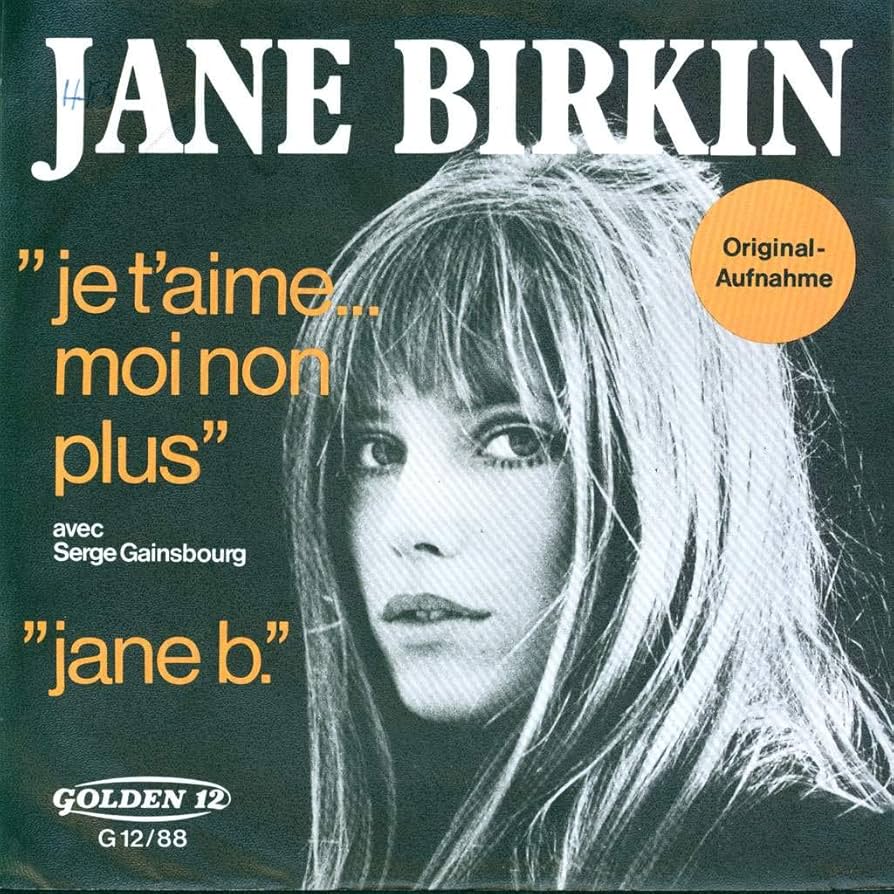 JANE BIRKIN
Original-
Aufnahme
”je t’aime...
moi non
plus”
avec
Serge Gainsbourg
”jane b.”
GOLDEN 12
G 12/88